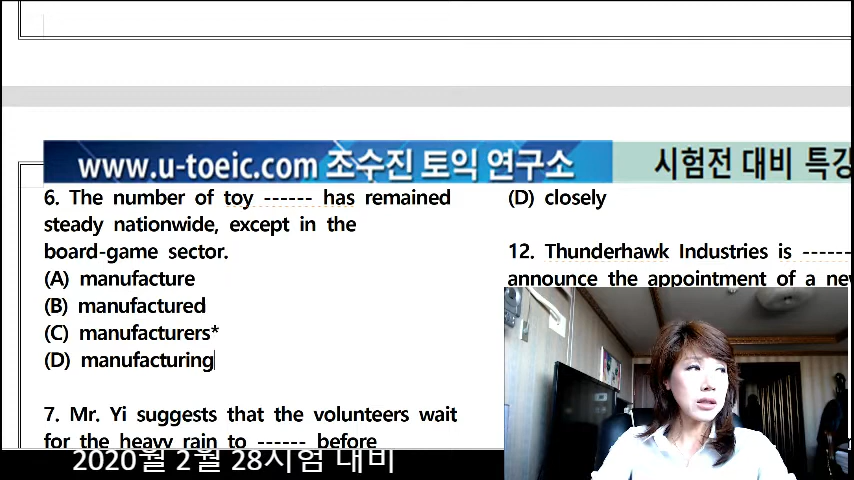 www.u-toeic.com 조수진 토익 연구소
시험전 대비 특강
6. The number of toy ------ has remained
steady nationwide, except in the
board-game sector.
(A) manufacture
(B) manufactured
(C) manufacturers*
(D) manufacturing
7. Mr. Yi suggests that the volunteers wait
for the heavy rain to ------ before
(D) closely
12. Thunderhawk Industries is ------
announce the appointment of a new
2020월 2월 28시험 대비